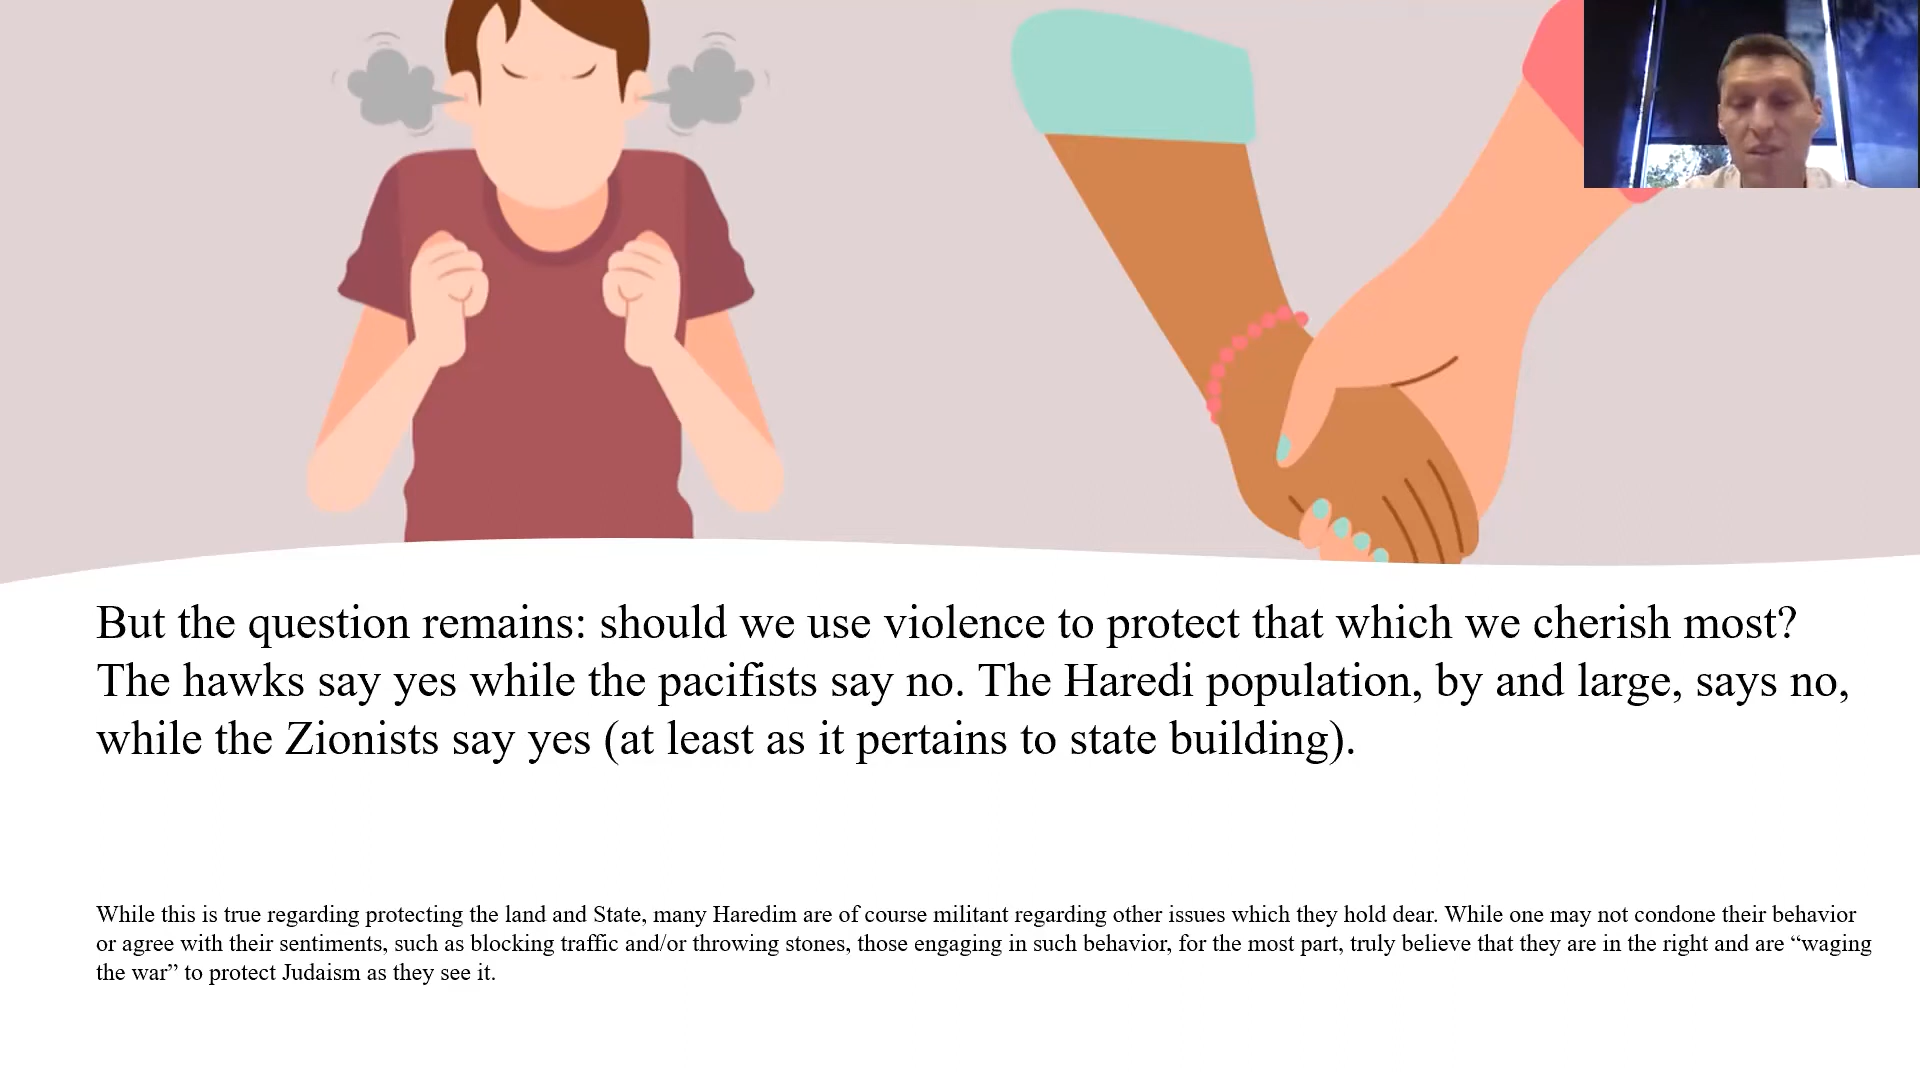 But the question remains: should we use violence to protect that which we cherish most?
The hawks say yes while the pacifists say no. The Haredi population, by and large, says no,
while the Zionists say yes (at least as it pertains to state building).
While this is true regarding protecting the land and State, many Haredim are of course militant regarding other issues which they hold dear. While one may not condone their behavior
or agree with their sentiments, such as blocking traffic and/or throwing stones, those engaging in such behavior, for the most part, truly believe that they are in the right and are “waging
the war” to protect Judaism as they see it.